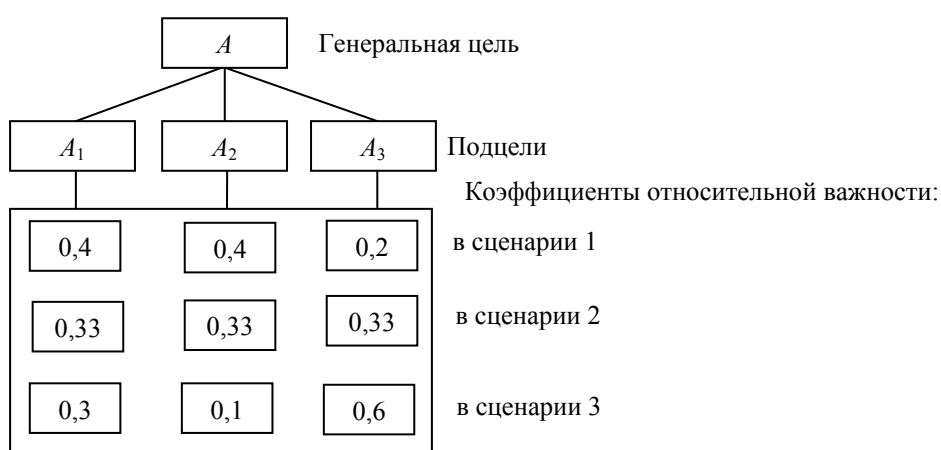 A Генеральная цель
A₁ A₂ A₃ Подцели
Коэффициенты относительной важности:
0,4 0,4 0,2 в сценарии 1
0,33 0,33 0,33 в сценарии 2
0,3 0,1 0,6 в сценарии 3